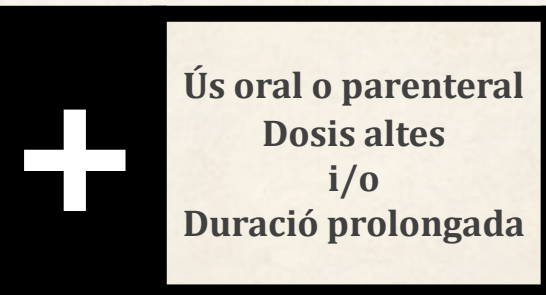 +
Ús oral o parenteral
Dosis altes
i/o
Duració prolongada